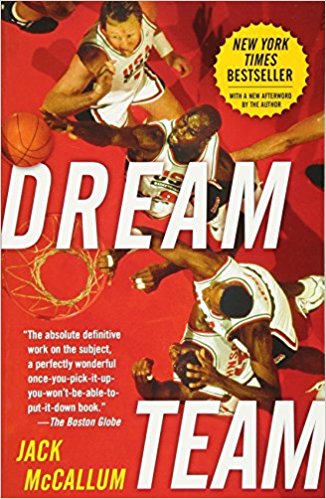 NEW YORK
TIMES
BESTSELLER
WITH A NEW AFTERWORD
BY THE AUTHOR
USA
DREAM
TEAM
"The absolute definitive
work on the subject,
a perfectly wonderful
once-you-pick-it-up-
you-won't-be-able-to-
put-it-down book."
—The Boston Globe
JACK
McCALLUM